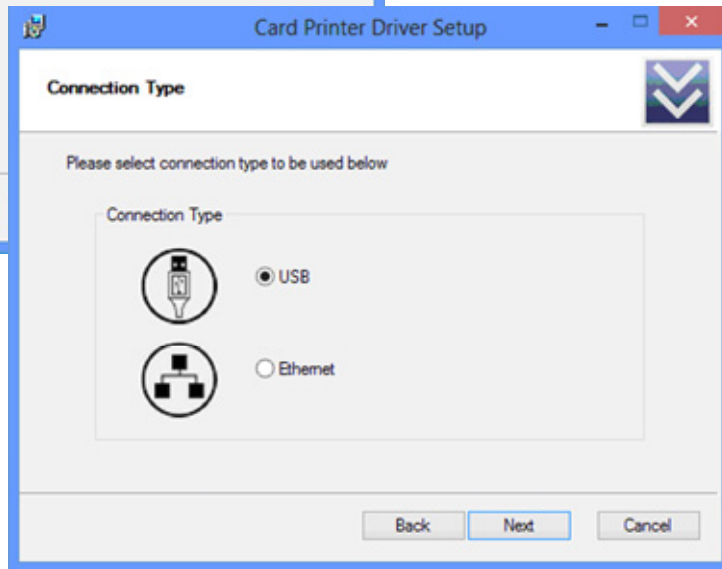 Card Printer Driver Setup
Connection Type
Please select connection type to be used below
Connection Type
USB
Ethernet
Back Next Cancel